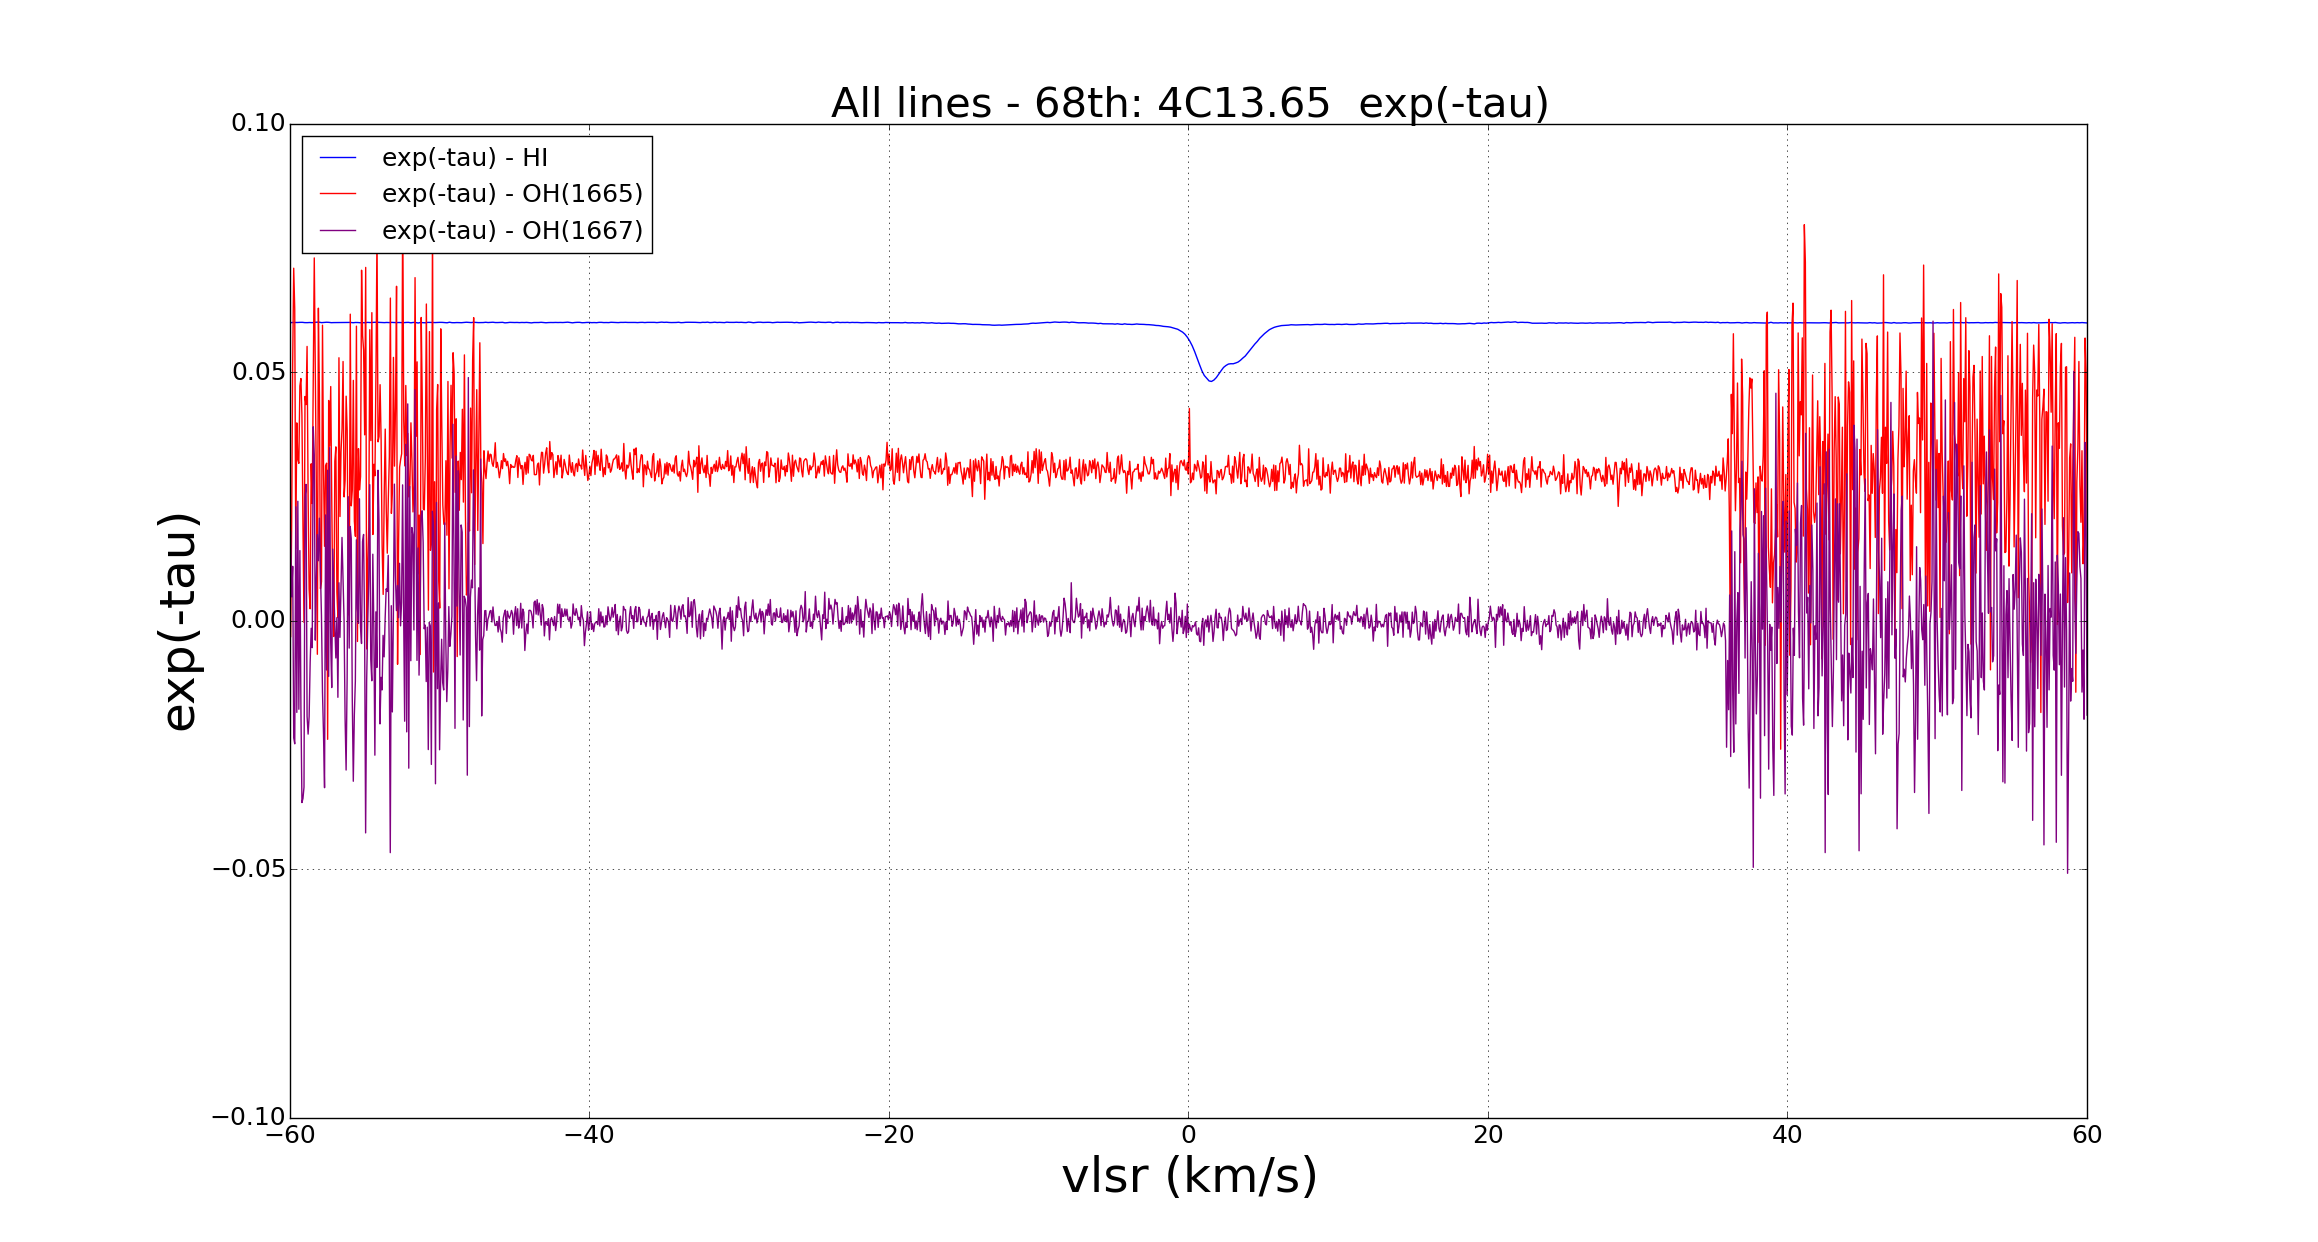 All lines - 68th: 4C13.65  exp(-tau)
0.10
0.05
0.00
−0.05
−0.10
exp(-tau) - HI
exp(-tau) - OH(1665)
exp(-tau) - OH(1667)
exp(-tau)
−60 −40 −20 0 20 40 60
vlsr (km/s)